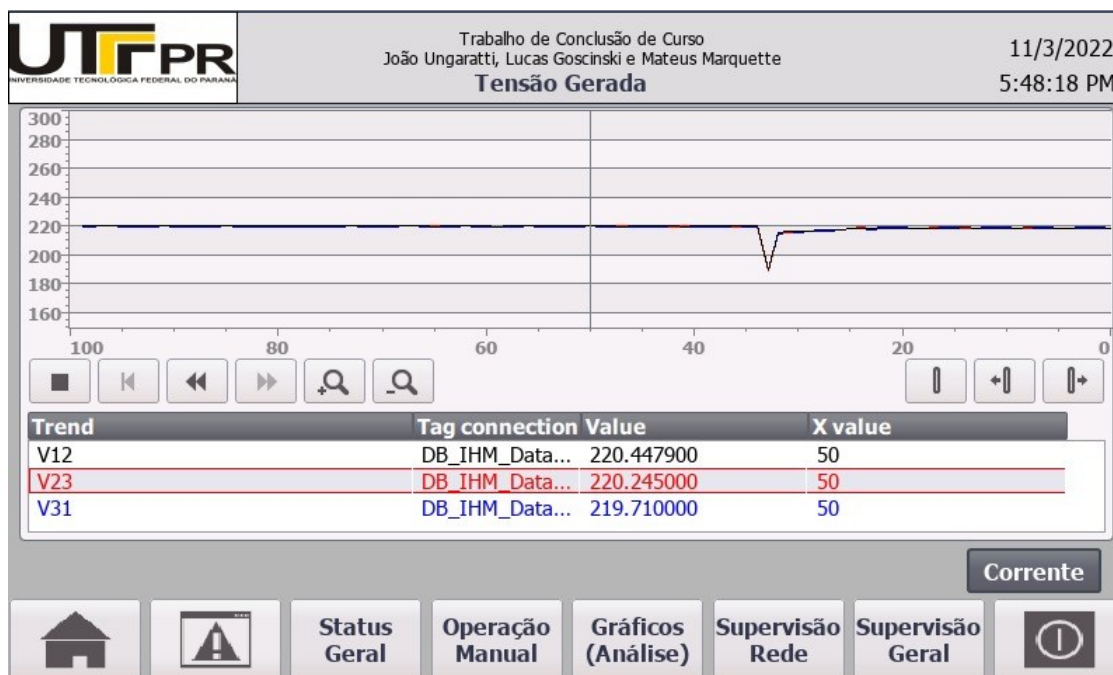 UTFPR
UNIVERSIDADE TECNOLÓGICA FEDERAL DO PARANÁ
Trabalho de Conclusão de Curso
João Ungaratti, Lucas Goscinski e Mateus Marquette
Tensão Gerada
11/3/2022
5:48:18 PM
300
280
260
240
220
200
180
160
100 80 60 40 20 0
Trend Tag connection Value X value
V12 DB_IHM_Data... 220.447900 50
V23 DB_IHM_Data... 220.245000 50
V31 DB_IHM_Data... 219.710000 50
Corrente
Status
Geral
Operação
Manual
Gráficos
(Análise)
Supervisão
Rede
Supervisão
Geral